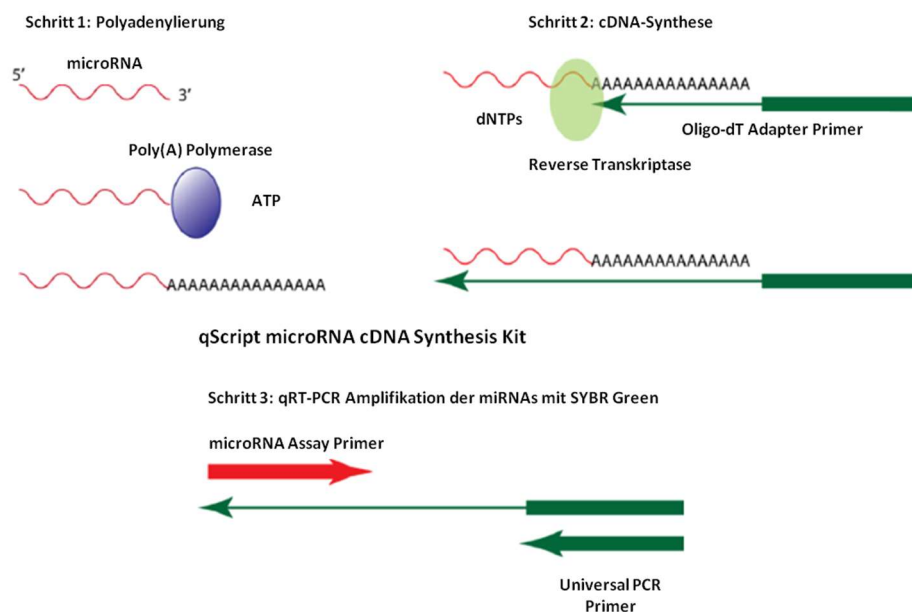 Schritt 1: Polyadenylierung
microRNA
5’
3’
Poly(A) Polymerase
ATP
AAAAAAAAAAAAAAA
Schritt 2: cDNA-Synthese
AAAAAAAAAAAAAAA
dNTPs
Oligo-dT Adapter Primer
Reverse Transkriptase
AAAAAAAAAAAAAAA
qScript microRNA cDNA Synthesis Kit
Schritt 3: qRT-PCR Amplifikation der miRNAs mit SYBR Green
microRNA Assay Primer
Universal PCR
Primer